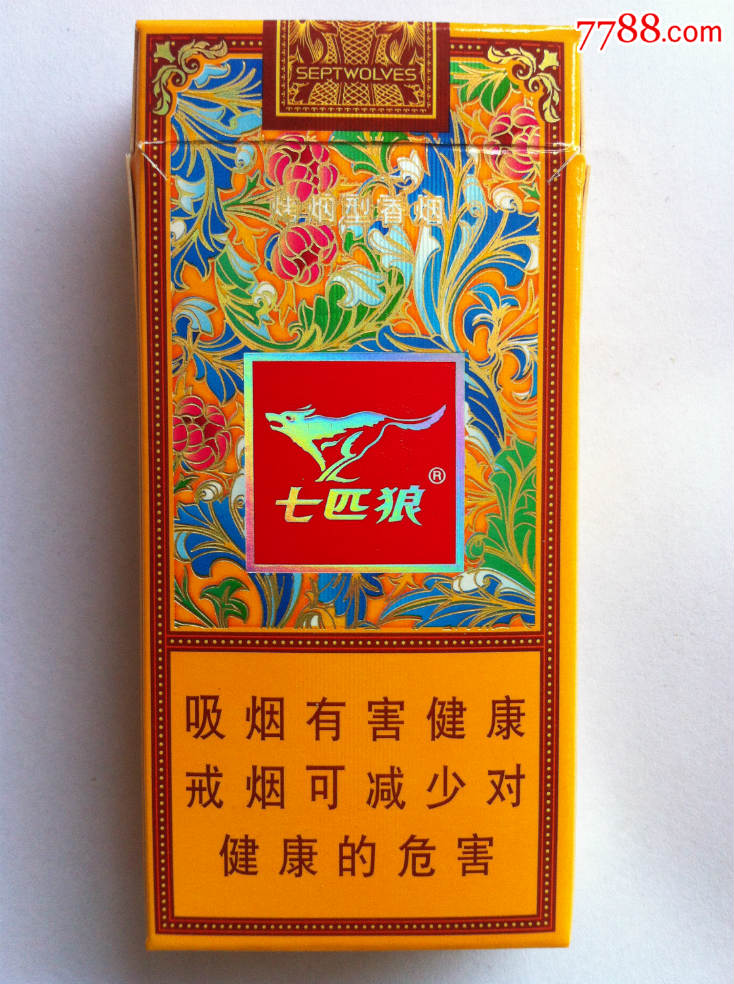 7788.com
SEPTWOLVES
烤烟型香烟
七匹狼®
吸烟有害健康
戒烟可减少对
健康的危害